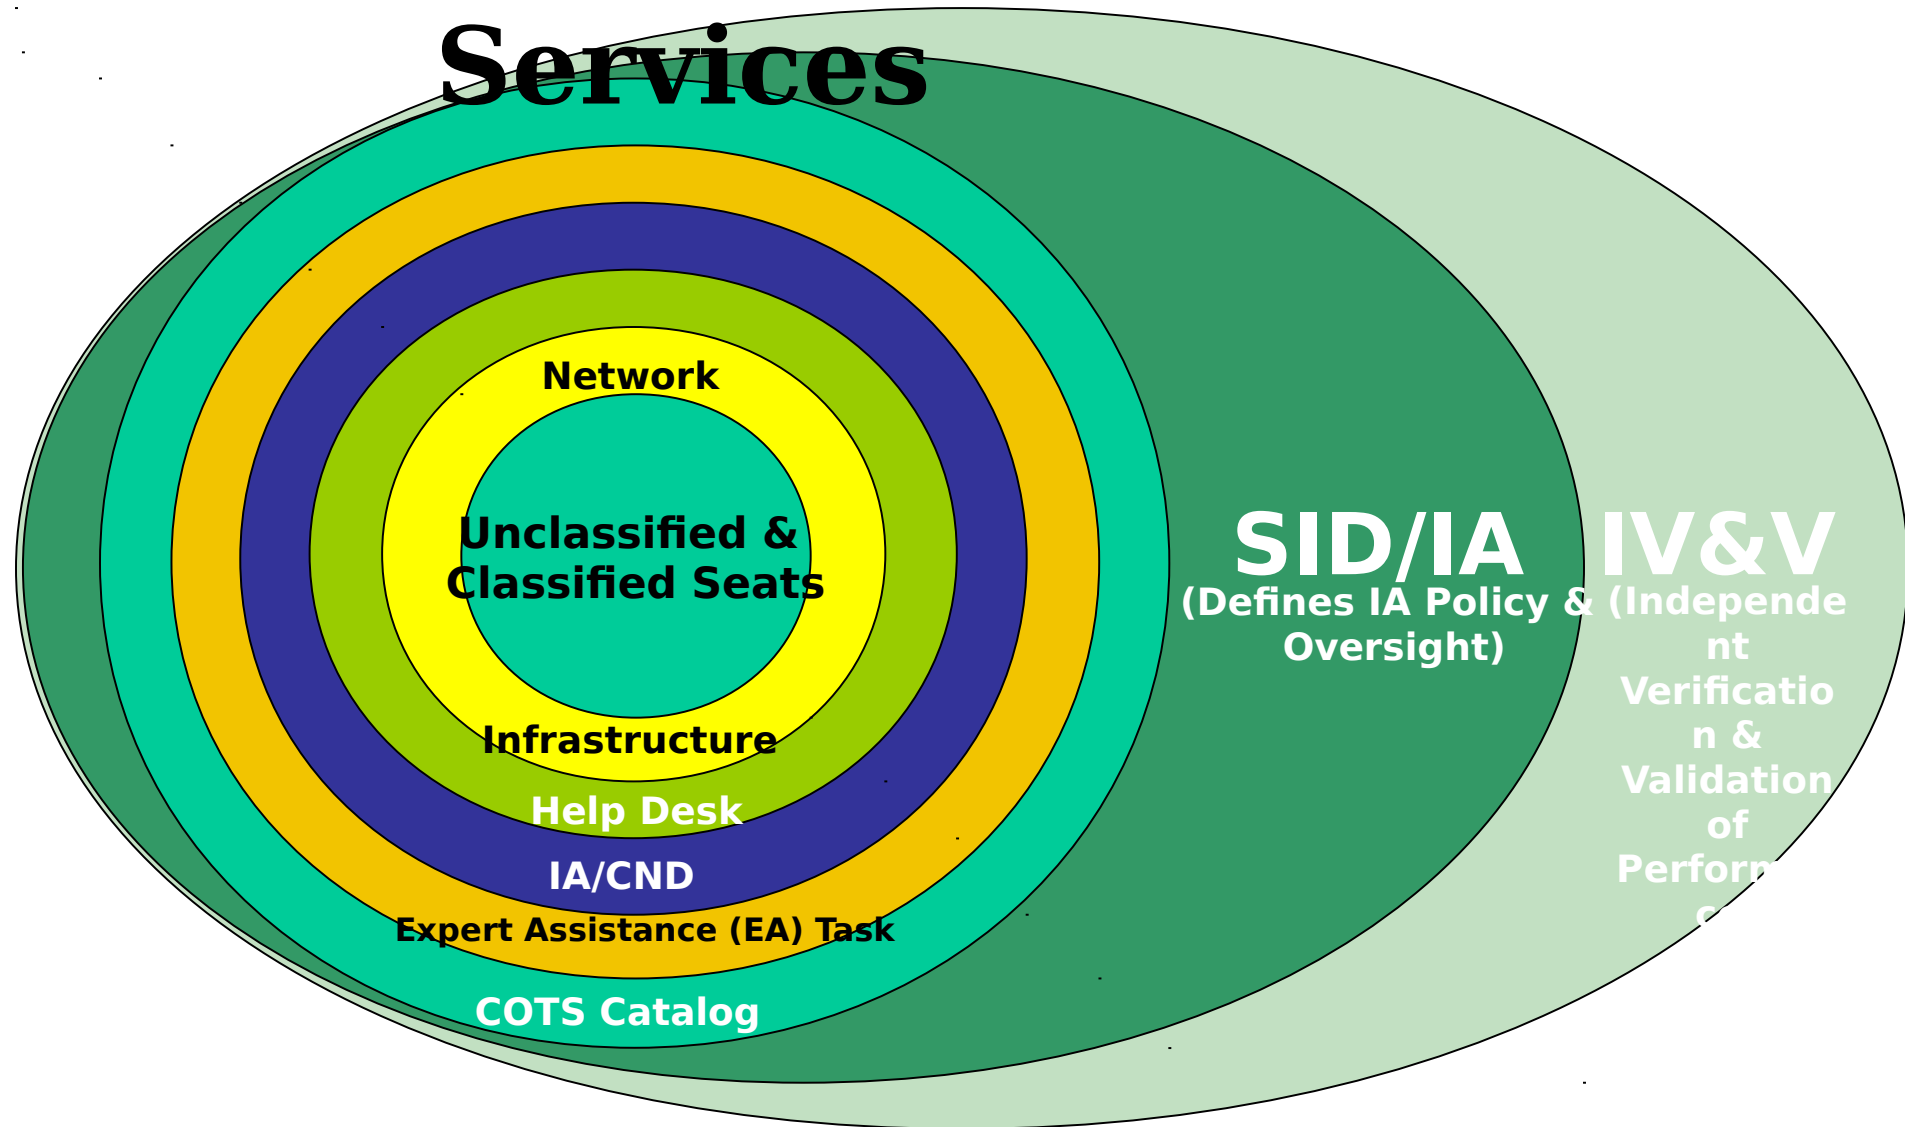 Services
Network
Unclassified &
Classified Seats
Infrastructure
Help Desk
IA/CND
Expert Assistance (EA) Task
COTS Catalog
SID/IA
(Defines IA Policy &
Oversight)
IV&V
(Independe
nt
Verificatio
n &
Validation
of